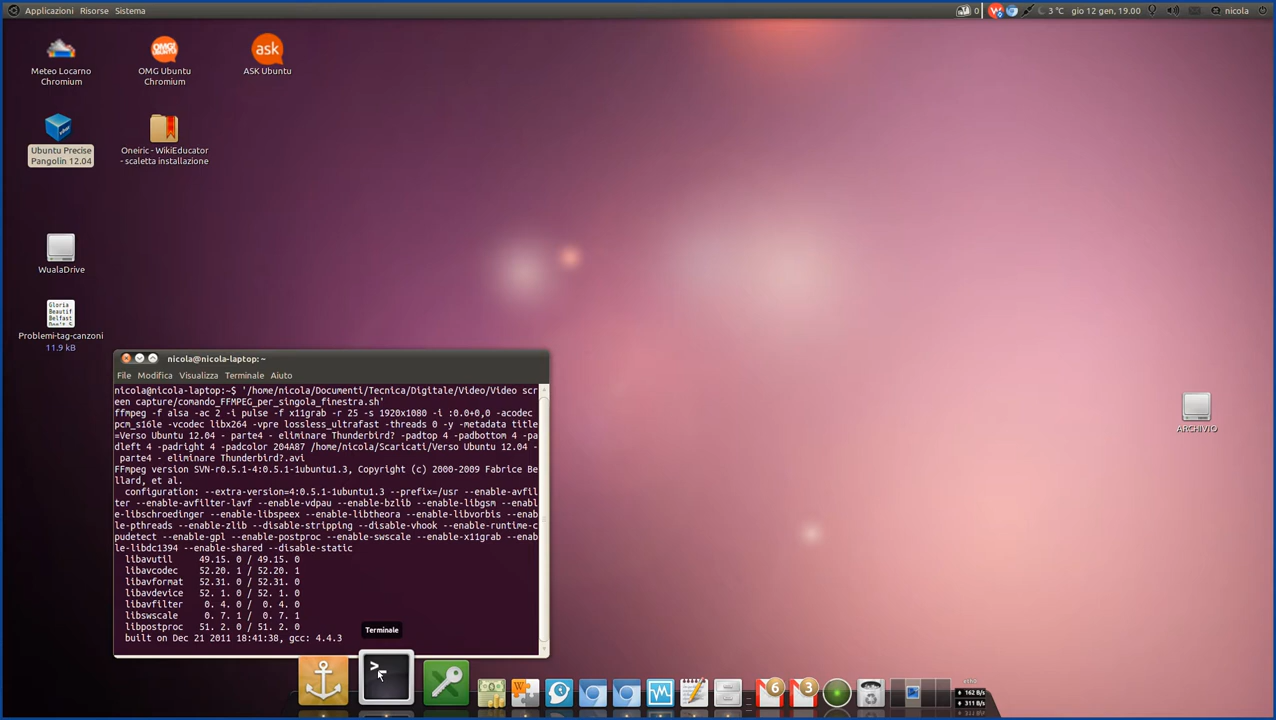 Applicazioni Risorse Sistema
0
3 °C gio 12 gen, 19.00 nicola
Meteo Locarno
Chromium
OMG! UBUNTU!
OMG Ubuntu
Chromium
ask
ASK Ubuntu
Ubuntu Precise
Pangolin 12.04
Oneiric - WikiEducator
- scaletta installazione
WualaDrive
Gloria
Beautif
Belfast
Don't S
Problemi-tag-canzoni
11.9 kB
ARCHIVIO
nicola@nicola-laptop: ~
File Modifica Visualizza Terminale Aiuto
nicola@nicola-laptop:~$ '/home/nicola/Documenti/Tecnica/Digitale/Video/Video scr
een capture/comando_FFMPEG_per_singola_finestra.sh'
ffmpeg -f alsa -ac 2 -i pulse -f x11grab -r 25 -s 1920x1080 -i :0.0+0,0 -acodec
pcm_s16le -vcodec libx264 -vpre lossless_ultrafast -threads 0 -y -metadata title
=Verso Ubuntu 12.04 - parte4 - eliminare Thunderbird? -padtop 4 -padbottom 4 -pa
dleft 4 -padright 4 -padcolor 204A87 /home/nicola/Scaricati/Verso Ubuntu 12.04 -
- parte4 - eliminare Thunderbird?.avi
FFmpeg version SVN-r0.5.1-4:0.5.1-1ubuntu1.3, Copyright (c) 2000-2009 Fabrice Be
llard, et al.
configuration: --extra-version=4:0.5.1-1ubuntu1.3 --prefix=/usr --enable-avfil
ter --enable-avfilter-lavf --enable-vdpau --enable-bzlib --enable-libgsm --enabl
e-libschroedinger --enable-libspeex --enable-libtheora --enable-libvorbis --enab
le-pthreads --enable-zlib --disable-stripping --disable-vhook --enable-runtime-c
pudetect --enable-gpl --enable-postproc --enable-swscale --enable-x11grab --enab
le-libdc1394 --enable-shared --disable-static
libavutil 49.15. 0 / 49.15. 0
libavcodec 52.20. 1 / 52.20. 1
libavformat 52.31. 0 / 52.31. 0
libavdevice 52. 1. 0 / 52. 1. 0
libavfilter 0. 4. 0 / 0. 4. 0
libswscale 0. 7. 1 / 0. 7. 1
libpostproc 51. 2. 0 / 51. 2. 0
built on Dec 21 2011 18:41:38, gcc: 4.4.3
Terminale
>_
6
3
162 B/s
311 B/s